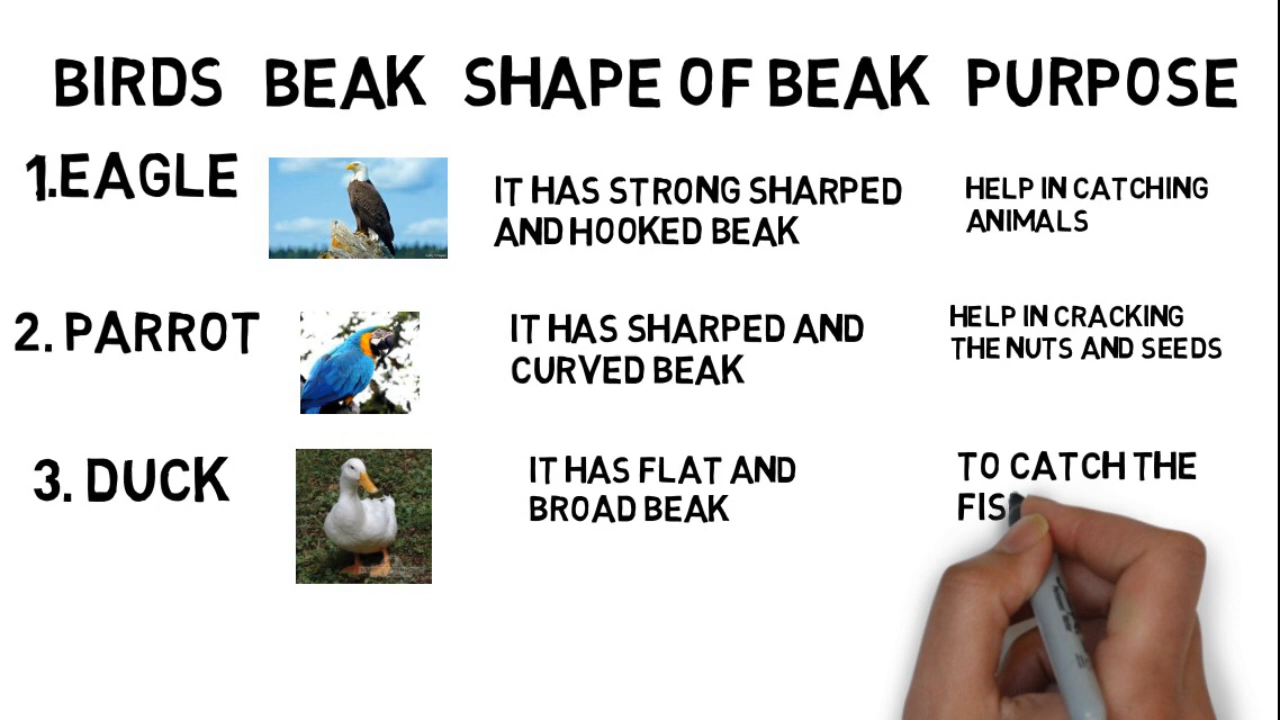 BIRDS BEAK SHAPE OF BEAK PURPOSE
1.EAGLE
IT HAS STRONG SHARPED
AND HOOKED BEAK
HELP IN CATCHING
ANIMALS
2. PARROT
IT HAS SHARPED AND
CURVED BEAK
HELP IN CRACKING
THE NUTS AND SEEDS
3. DUCK
IT HAS FLAT AND
BROAD BEAK
TO CATCH THE
FIS